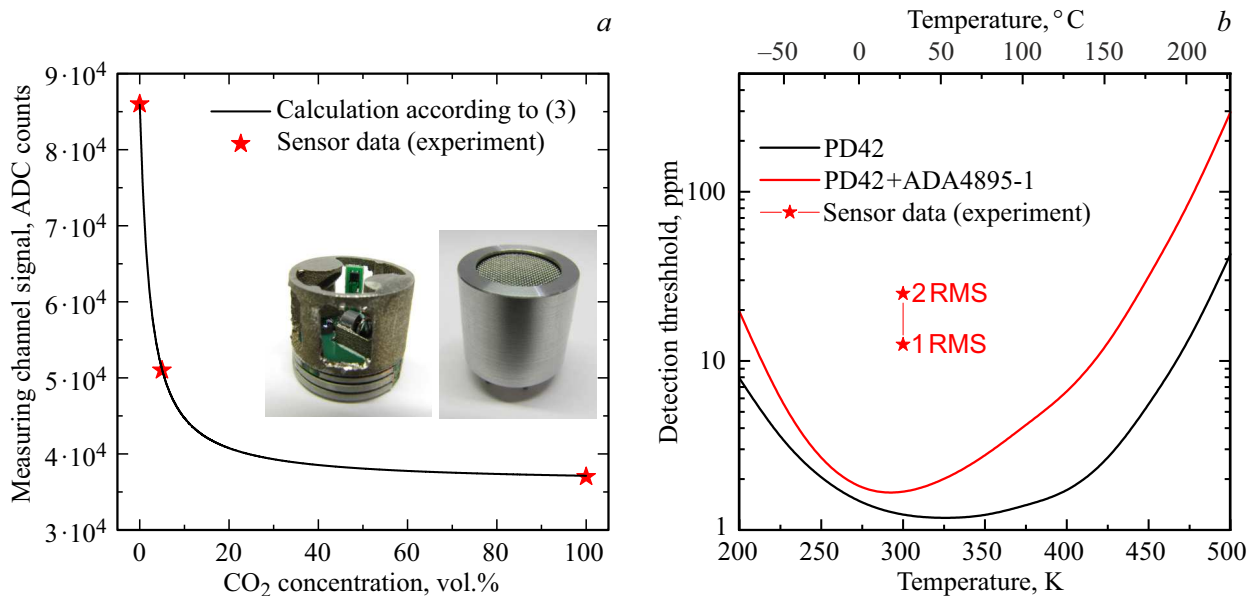 a
9·10⁴
8·10⁴
7·10⁴
6·10⁴
5·10⁴
4·10⁴
3·10⁴
Measuring channel signal, ADC counts
Calculation according to (3)
Sensor data (experiment)
0 20 40 60 80 100
CO₂ concentration, vol.%
Temperature, °C b
–50 0 50 100 150 200
Detection threshhold, ppm
100
10
1
PD42
PD42+ADA4895-1
Sensor data (experiment)
2 RMS
1 RMS
200 250 300 350 400 450 500
Temperature, K